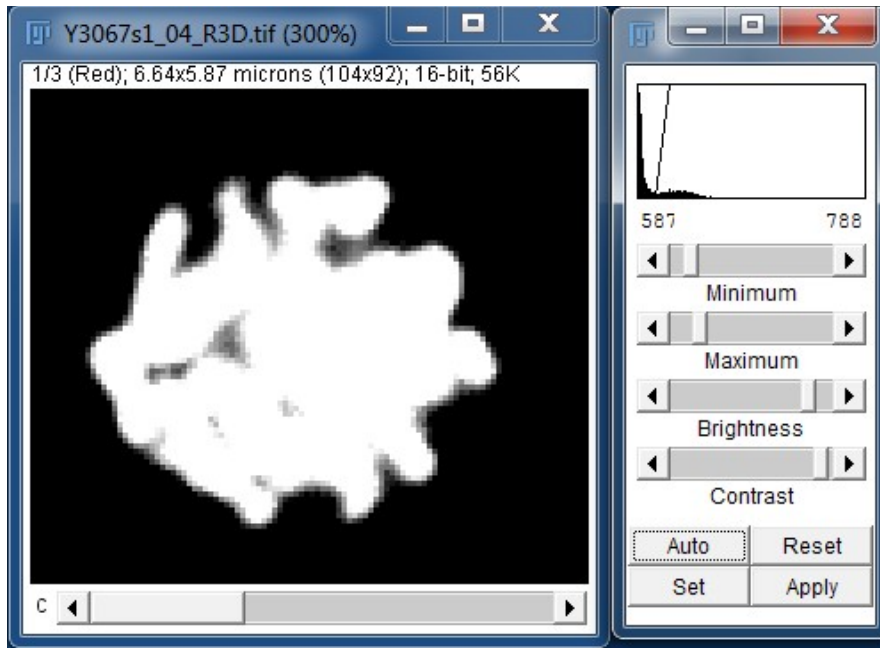 Y3067s1_04_R3D.tif (300%)
1/3 (Red); 6.64x5.87 microns (104x92); 16-bit; 56K
C
587 788
Minimum
Maximum
Brightness
Contrast
Auto Reset
Set Apply